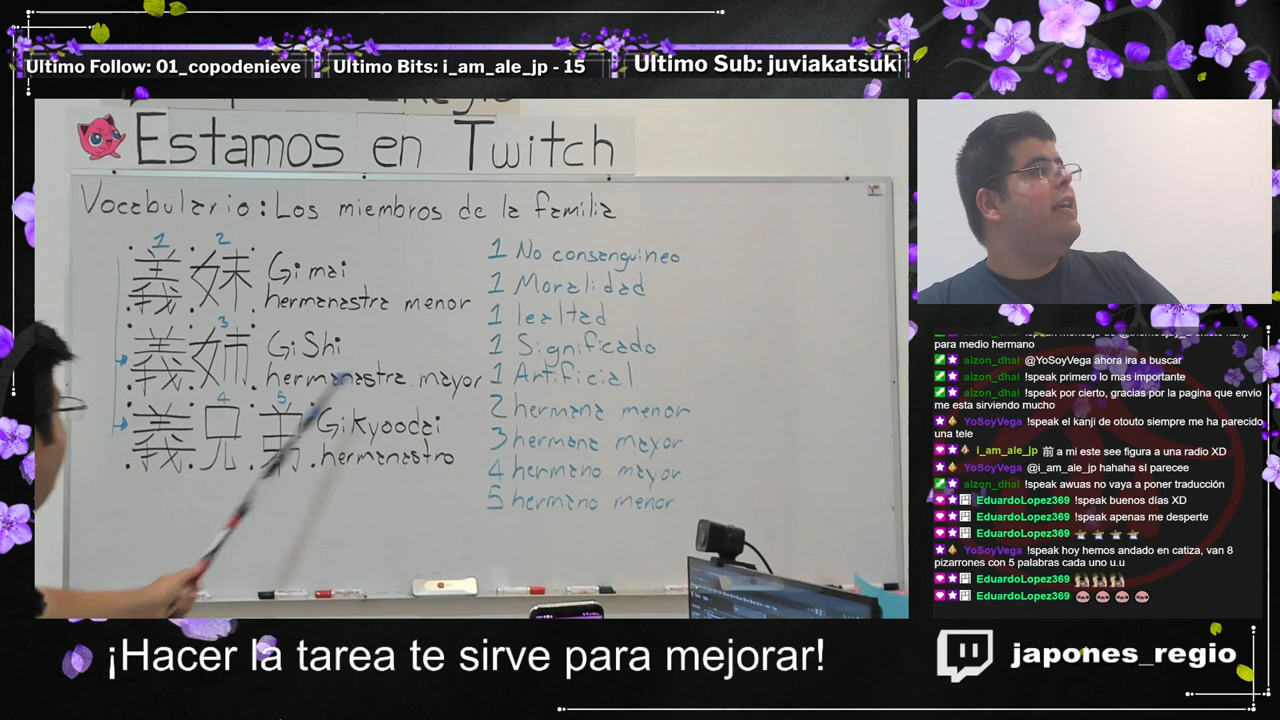 Ultimo Follow: 01_copodenieve
Ultimo Bits: i_am_ale_jp - 15
Ultimo Sub: juviakatsuki
Estamos en Twitch
Vocabulario: Los miembros de la familia
1 2
義妹 Gi mai
hermanastra menor
3
義姉 GiShi
hermanastra mayor
4 5
義兄弟 GiKyoodai
hermanastro
1 No consanguineo
1 Moralidad
1 lealtad
1 Significado
1 Artificial
2 hermana menor
3 hermana mayor
4 hermano mayor
5 hermano menor
para medio hermano
alzon_dhal @YoSoyVega ahora ira a buscar
alzon_dhal !speak primero lo mas importante
alzon_dhal !speak por cierto, gracias por la pagina que envio
me esta sirviendo mucho
YoSoyVega !speak el kanji de otouto siempre me ha parecido
una tele
i_am_ale_jp 前 a mi este see figura a una radio XD
YoSoyVega @i_am_ale_jp hahaha sí parecee
alzon_dhal !speak awuas no vaya a poner traducción
EduardoLopez369 !speak buenos días XD
EduardoLopez369 !speak apenas me desperte
EduardoLopez369
YoSoyVega !speak hoy hemos andado en catiza, van 8
pizarrones con 5 palabras cada uno u.u
EduardoLopez369
EduardoLopez369
¡Hacer la tarea te sirve para mejorar!
japones_regio